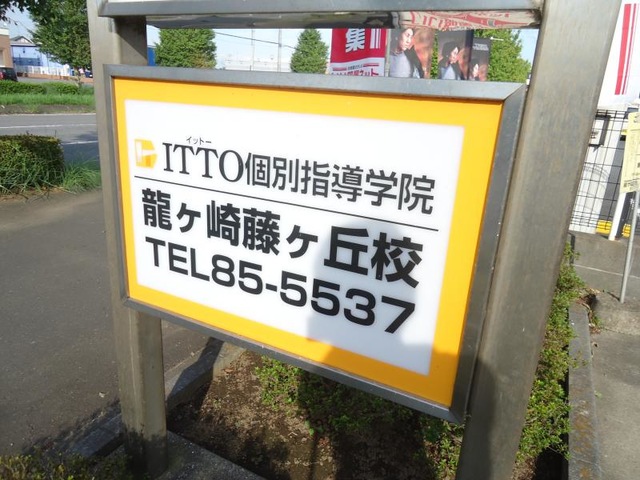 集
イットー
ITTO個別指導学院
龍ヶ崎藤ヶ丘校
TEL85-5537